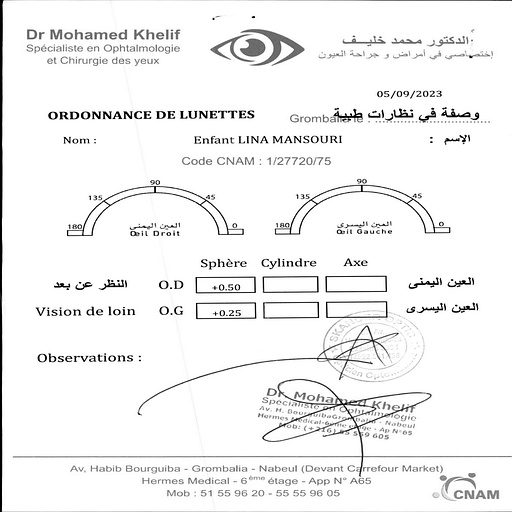 Dr Mohamed Khelif
الدكتور محمد خليـف
Spécialiste en Ophtalmologie
إختصاصي في أمراض و جراحة العيون
et Chirurgie des yeux
05/09/2023
ORDONNANCE DE LUNETTES
Grombalia le :
وصفة في نظارات طبية
Nom :
Enfant LINA MANSOURI
الإسم :
Code CNAM : 1/27720/75
180 135 90 45 0
العين اليمنى
Œil Droit
180 135 90 45 0
العين اليسرى
Œil Gauche
Sphère Cylindre Axe
النظر عن بعد O.D +0.50 العين اليمنى
Vision de loin O.G +0.25 العين اليسرى
Observations :
Dr. Mohamed Khelif
Spécialiste en Ophtalmologie
Av. H. Bourguiba Grombalia - Nabeul
Hermes Medical 6ème étage - Ap N°65
Av, Habib Bourguiba - Grombalia - Nabeul (Devant Carrefour Market)
Hermes Medical - 6ème étage - App N° A65
Mob : 51 55 96 20 - 55 55 96 05
CNAM